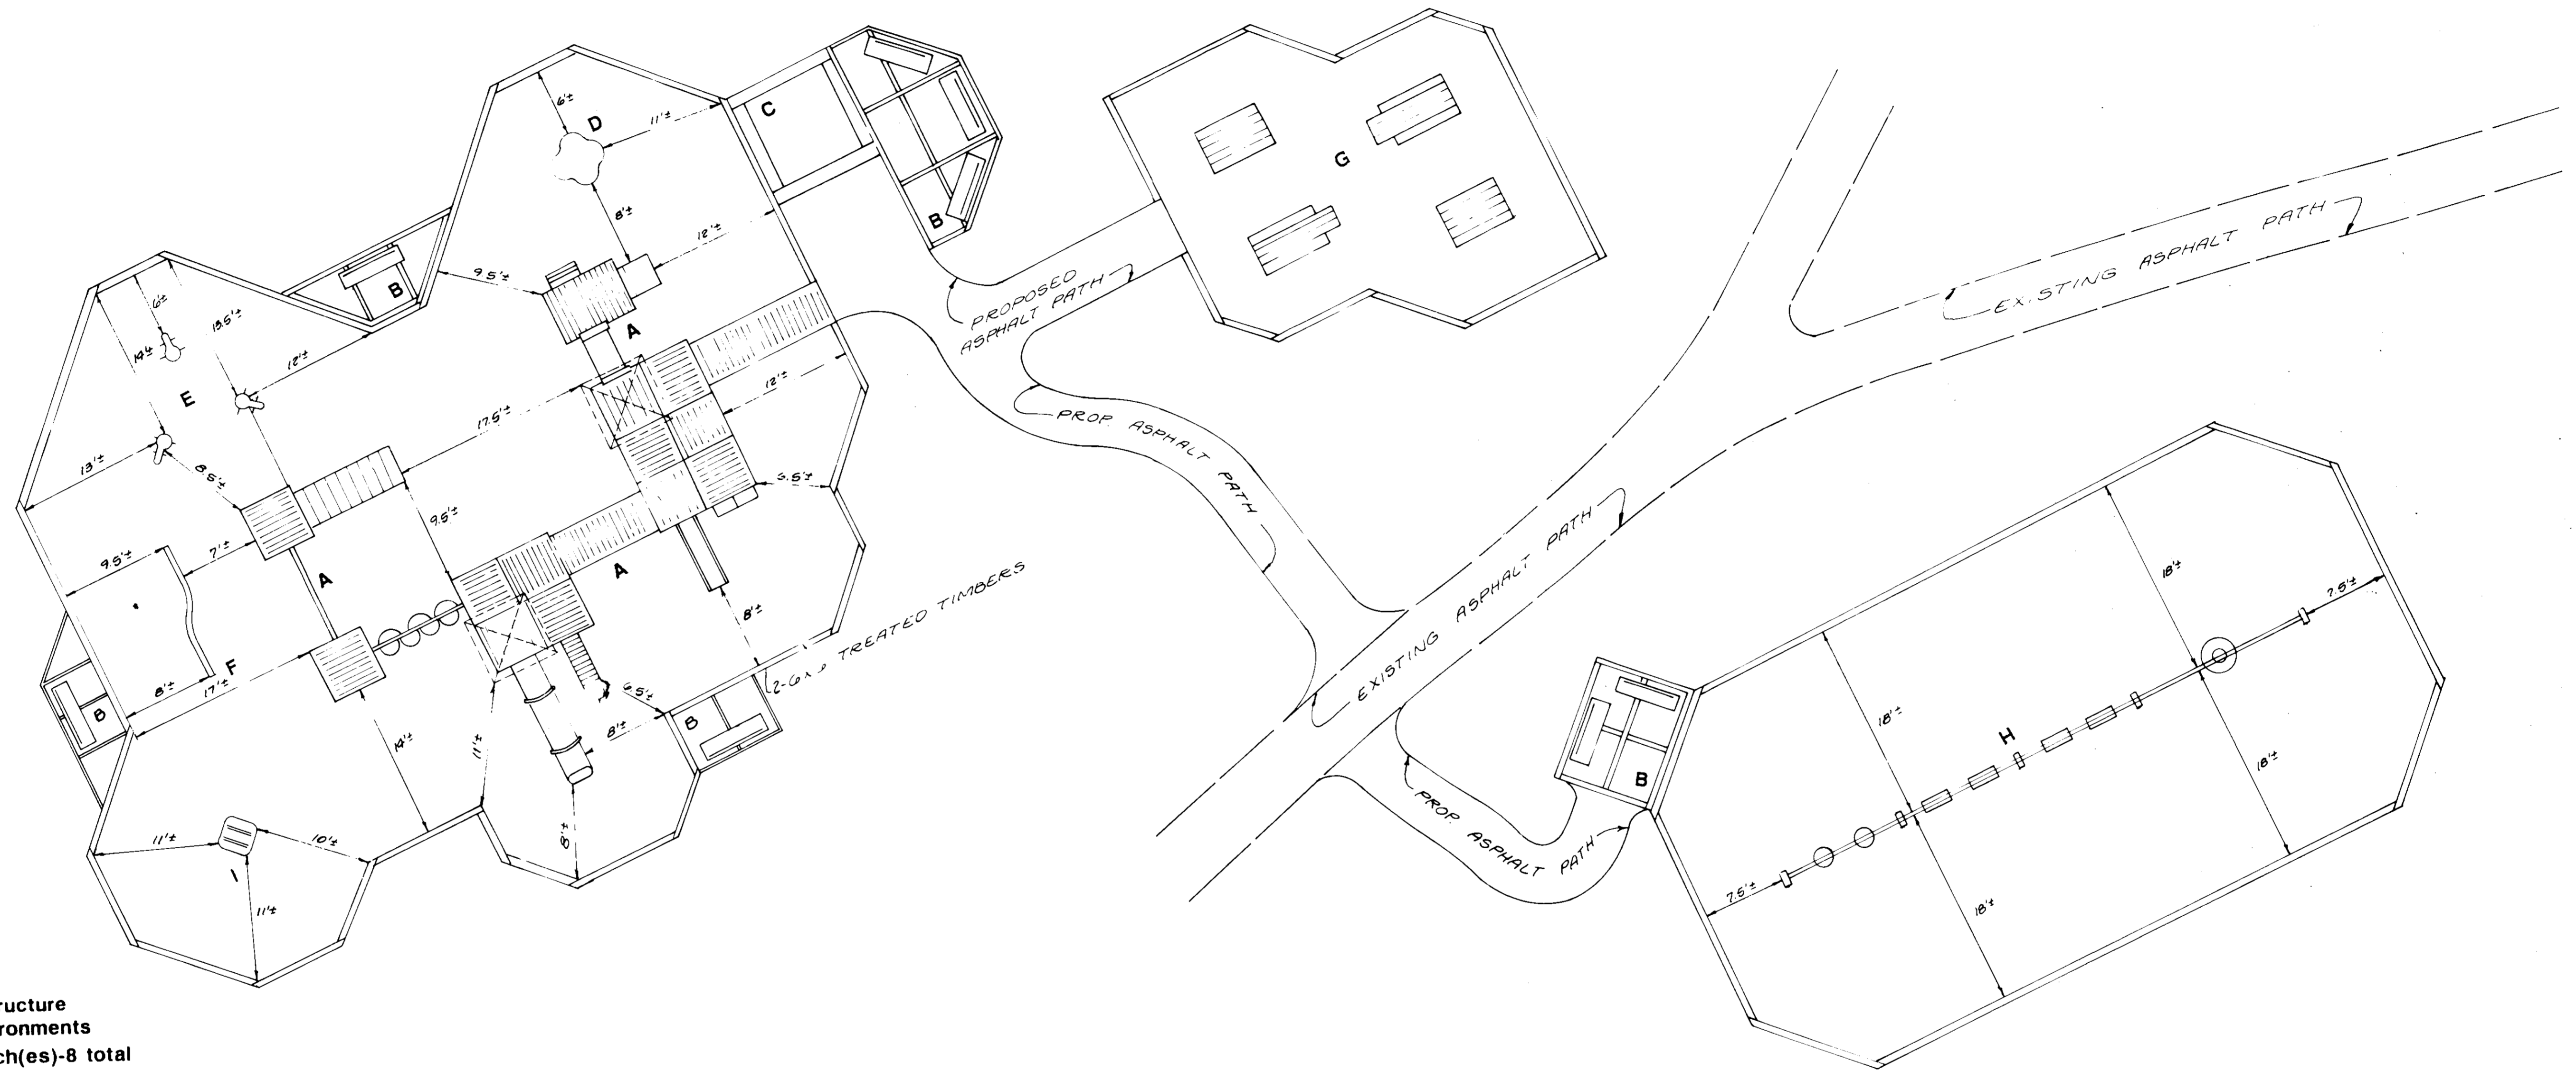 6'±
D
11'±
C
8'±
12'±
B
9.5'±
B
6'±
13.5'±
14'±
12'±
E
A
17.5'±
12'±
13'±
8.5'±
9.5'±
5.5'±
9.5'±
7'±
A
A
8'±
2-6x6 TREATED TIMBERS
F
8'±
17'±
B
14'±
11'±
6.5'±
8'±
B
8'±
11'±
10'±
I
11'±
G
PROPOSED
ASPHALT PATH
PROP. ASPHALT PATH
EXISTING ASPHALT PATH
EXISTING ASPHALT PATH
B
PROP. ASPHALT PATH
18'±
7.5'±
18'±
H
18'±
7.5'±
18'±
ructure
ronments
ch(es)-8 total